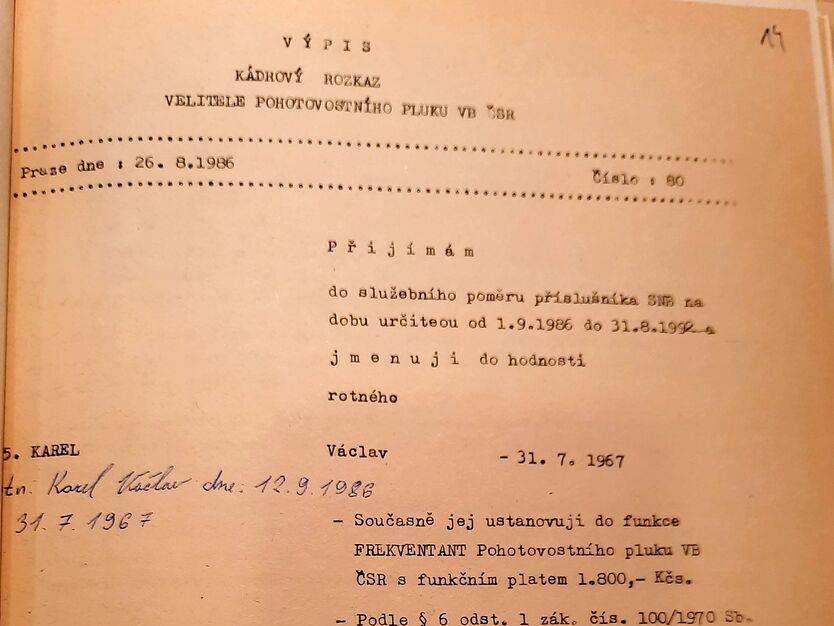 14
V Ý P I S
KÁDROVÝ ROZKAZ
VELITELE POHOTOVOSTNÍHO PLUKU VB ČSR
Praze dne : 26. 8.1986
Číslo : 80
P ř i j í m á m
do služebního poměru příslušníka SNB na
dobu určiteou od 1.9.1986 do 31.8.1992 a
j m e n u j i do hodnosti
rotného
5. KAREL Václav - 31. 7. 1967
tn. Karel Václav dne: 12.9.1986
31. 7. 1967
- Současně jej ustanovuji do funkce
FREKVENTANT Pohotovostního pluku VB
ČSR s funkčním platem 1.800,- Kčs.
- Podle § 6 odst. 1 zák. čís. 100/1970 Sb.